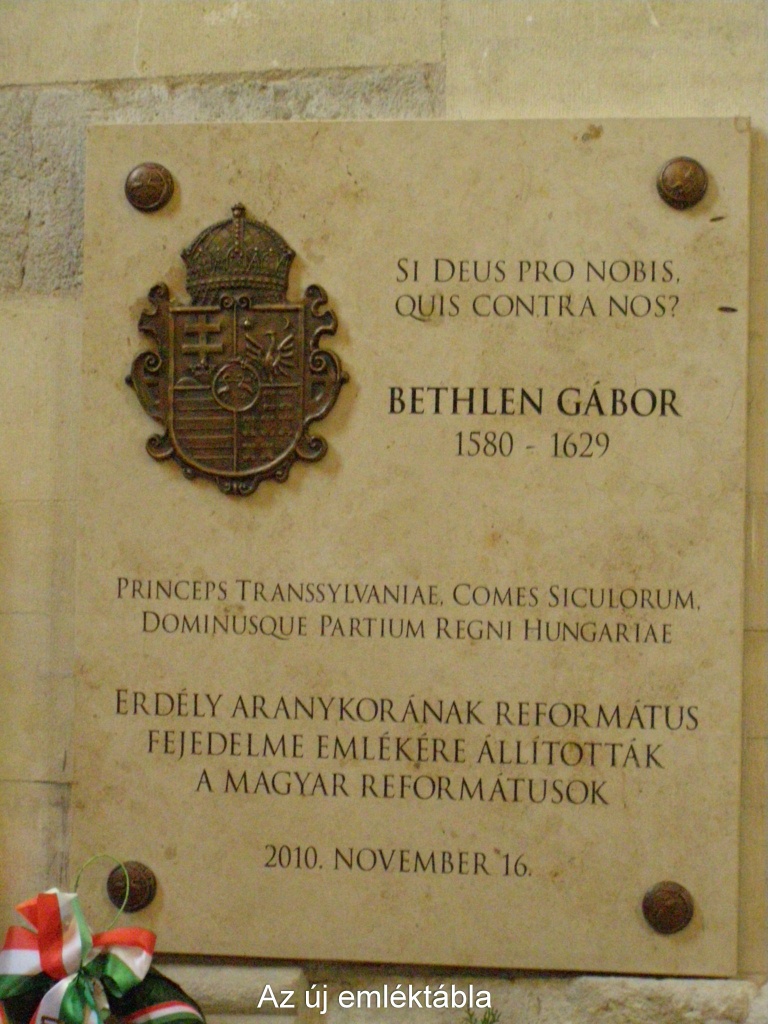 SI DEUS PRO NOBIS,
QUIS CONTRA NOS?
BETHLEN GÁBOR
1580 - 1629
PRINCEPS TRANSSYLVANIAE, COMES SICULORUM,
DOMINUSQUE PARTIUM REGNI HUNGARIAE
ERDÉLY ARANYKORÁNAK REFORMÁTUS
FEJEDELME EMLÉKÉRE ÁLLÍTOTTÁK
A MAGYAR REFORMÁTUSOK
2010. NOVEMBER 16.
Az új emléktábla